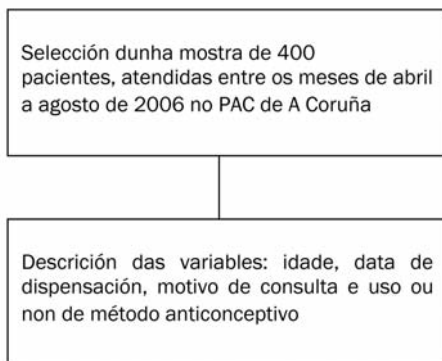 Selección dunha mostra de 400
pacientes, atendidas entre os meses de abril
a agosto de 2006 no PAC de A Coruña
Descrición das variables: idade, data de
dispensación, motivo de consulta e uso ou
non de método anticonceptivo